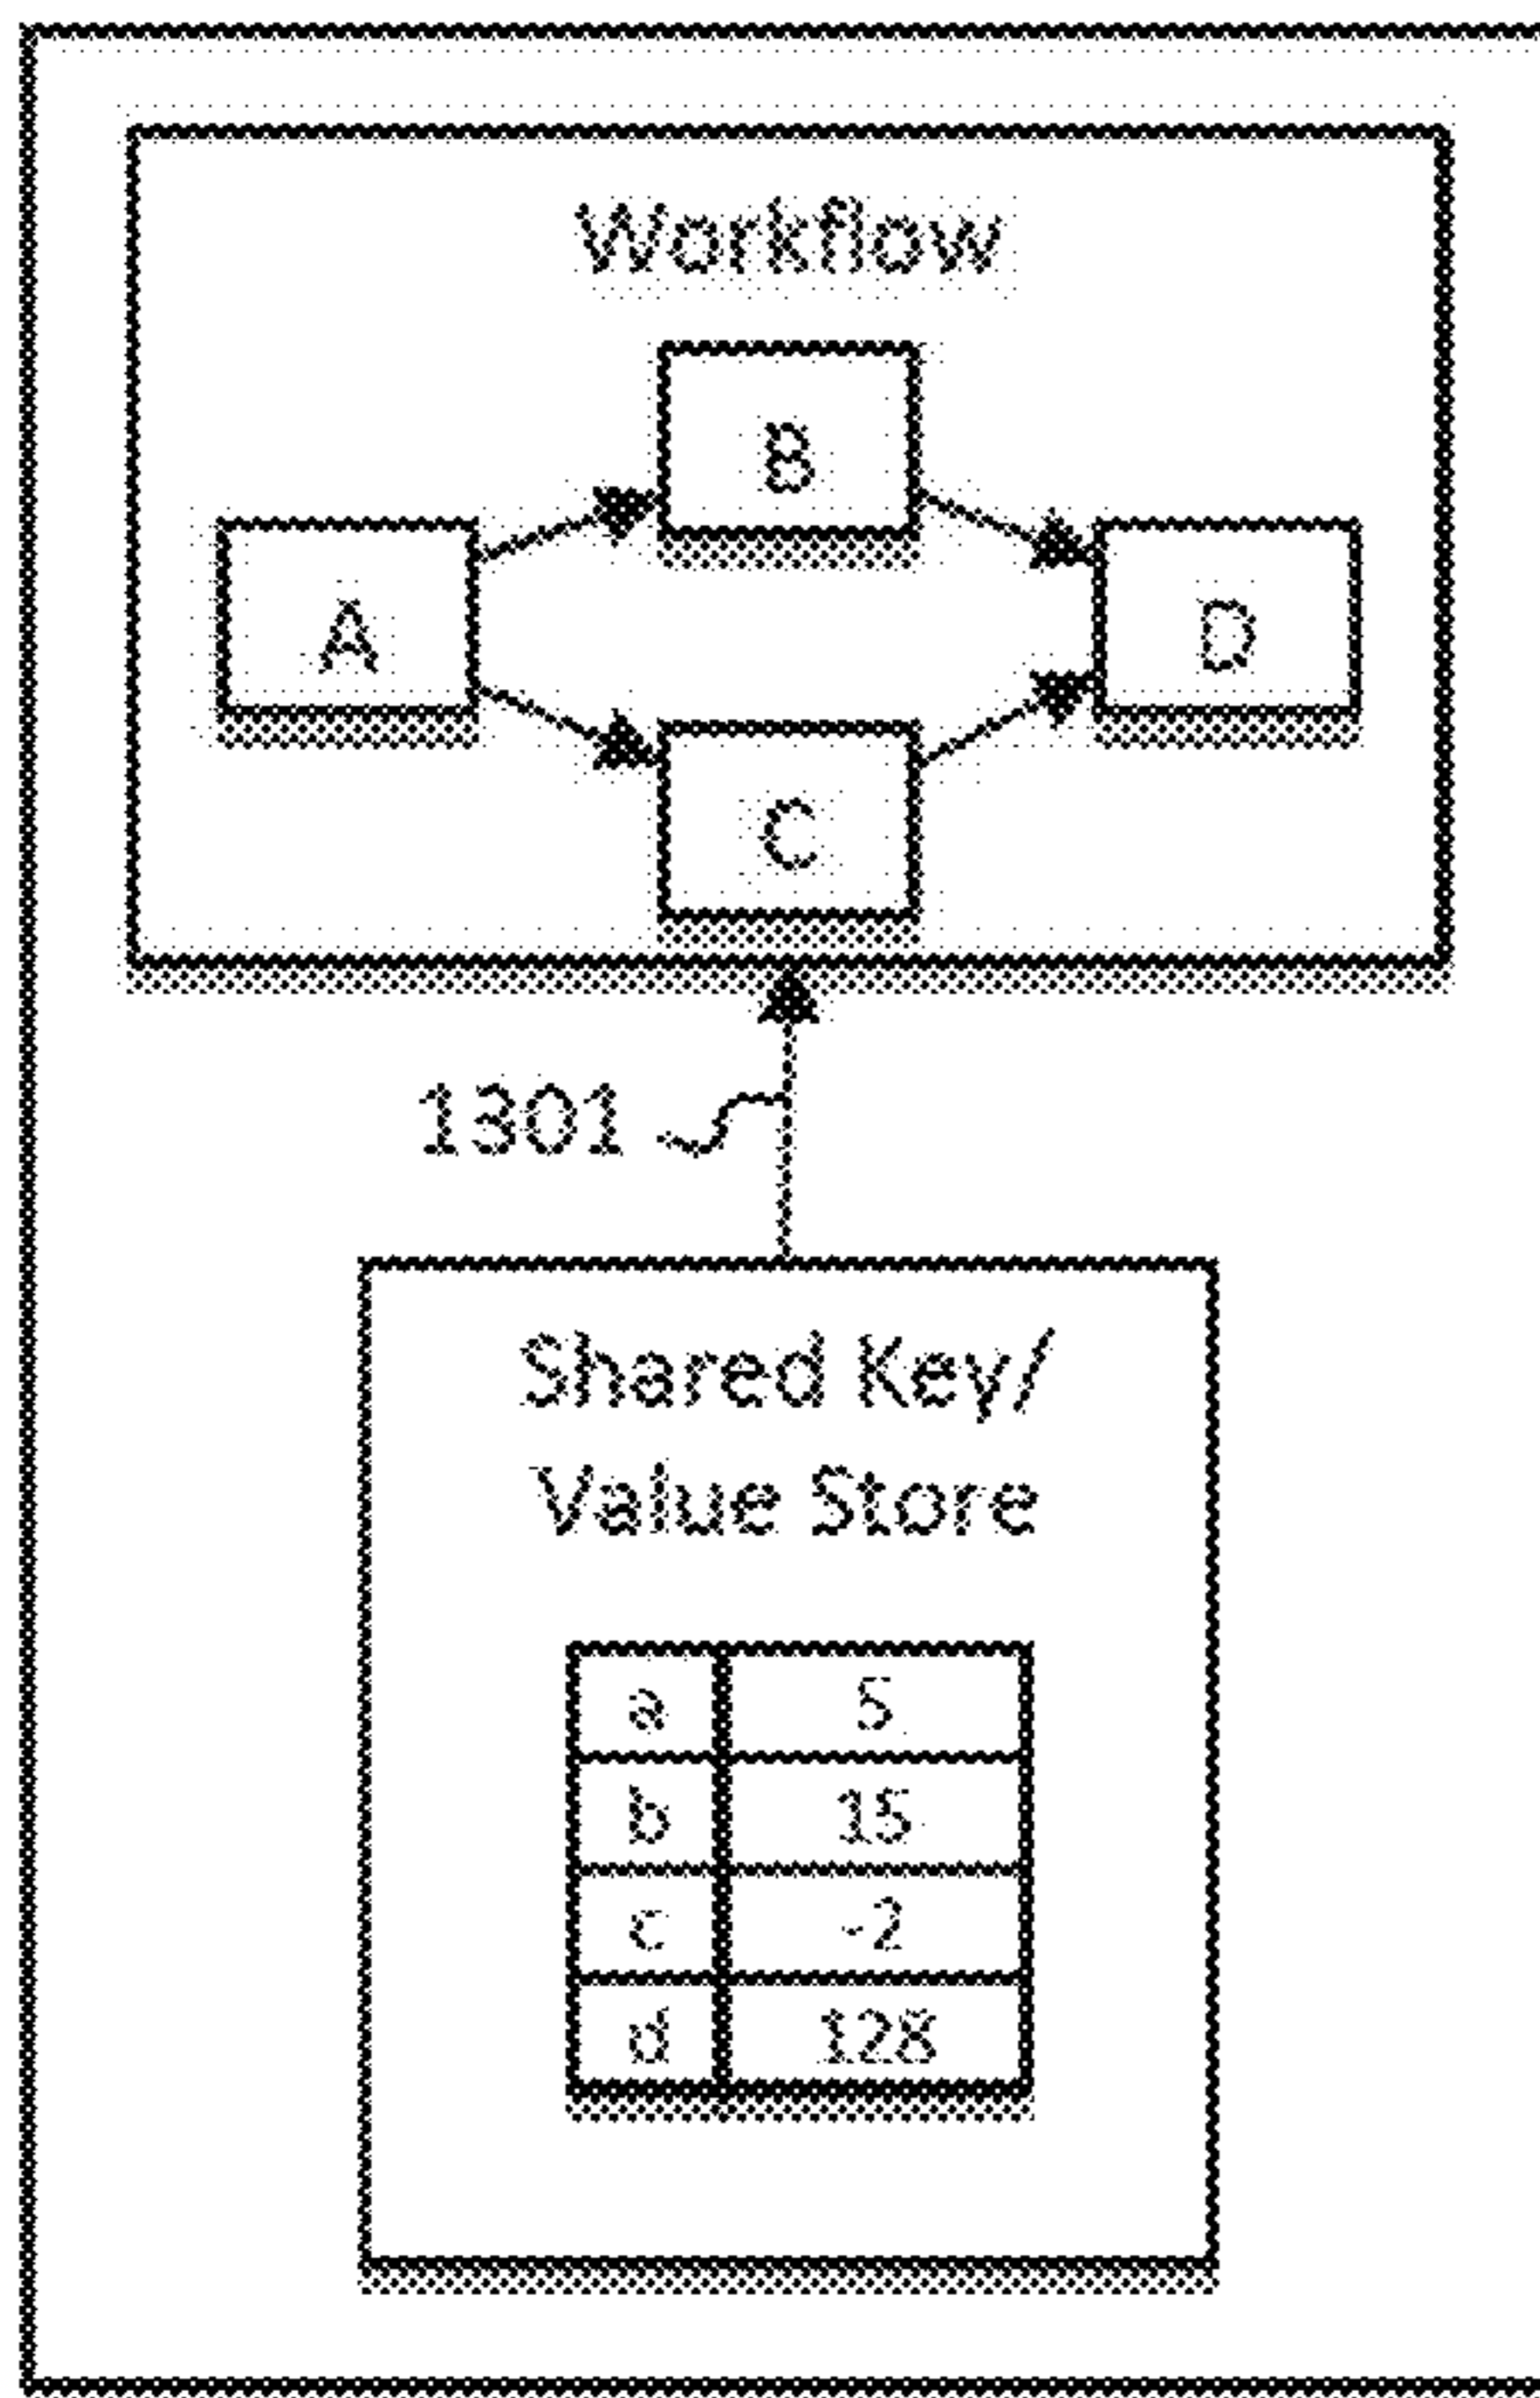 Workflow
B
A
D
C
1301
Shared Key/
Value Store
a 5
b 15
c -2
d 128